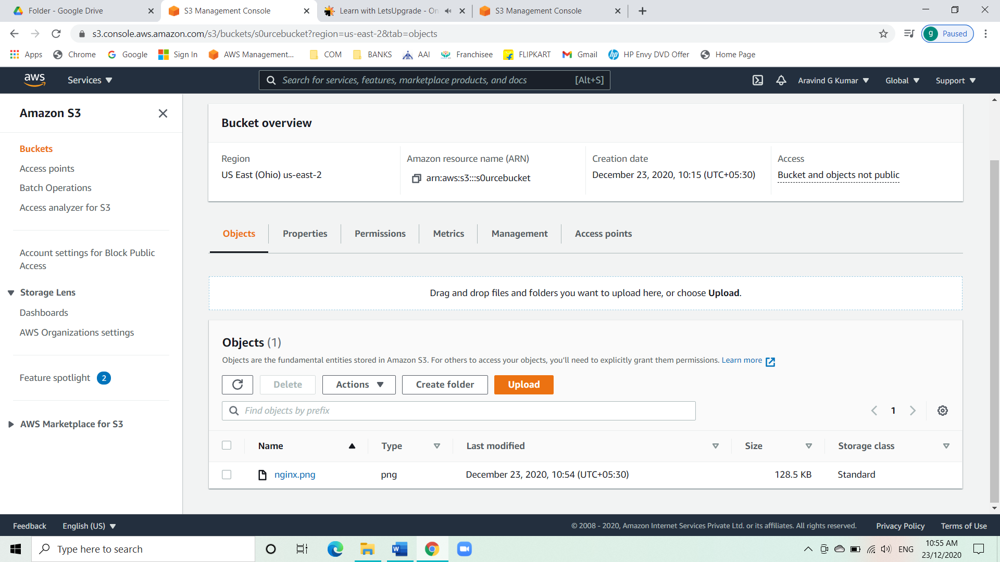 Folder - Google Drive
S3 Management Console
Learn with LetsUpgrade - On
S3 Management Console
s3.console.aws.amazon.com/s3/buckets/s0urcebucket?region=us-east-2&tab=objects
g Paused
Apps Chrome Google Sign In AWS Management... COM BANKS AAI Franchisee FLIPKART Gmail HP Envy DVD Offer Home Page
aws Services Search for services, features, marketplace products, and docs [Alt+S] Aravind G Kumar Global Support
Amazon S3
Buckets
Access points
Batch Operations
Access analyzer for S3
Account settings for Block Public
Access
Storage Lens
Dashboards
AWS Organizations settings
Feature spotlight 2
AWS Marketplace for S3
Bucket overview
Region
US East (Ohio) us-east-2
Amazon resource name (ARN)
arn:aws:s3:::s0urcebucket
Creation date
December 23, 2020, 10:15 (UTC+05:30)
Access
Bucket and objects not public
Objects Properties Permissions Metrics Management Access points
Drag and drop files and folders you want to upload here, or choose Upload.
Objects (1)
Objects are the fundamental entities stored in Amazon S3. For others to access your objects, you'll need to explicitly grant them permissions. Learn more
Delete Actions Create folder Upload
Find objects by prefix
1
Name Type Last modified Size Storage class
nginx.png png December 23, 2020, 10:54 (UTC+05:30) 128.5 KB Standard
Feedback English (US) © 2008 - 2020, Amazon Internet Services Private Ltd. or its affiliates. All rights reserved. Privacy Policy Terms of Use
Type here to search
W
ENG
10:55 AM
23/12/2020